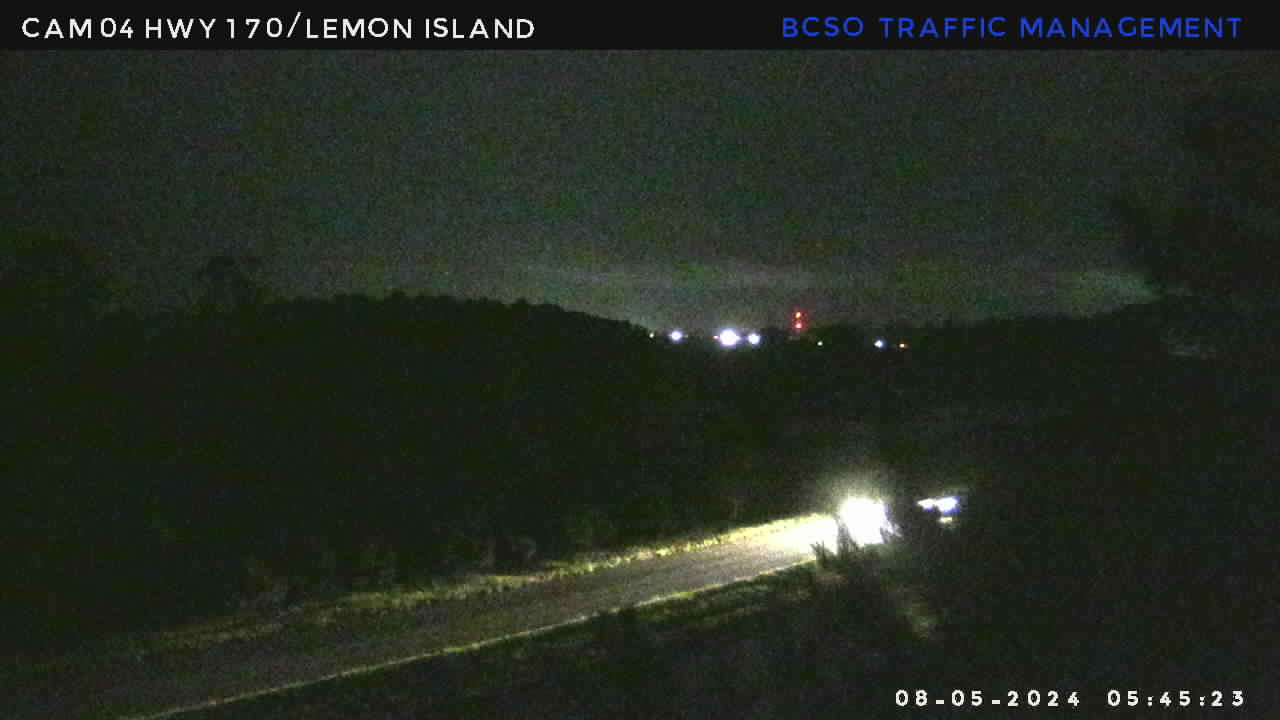 CAM04 HWY 170/LEMON ISLAND
BCSO TRAFFIC MANAGEMENT
08-05-2024 05:45:23